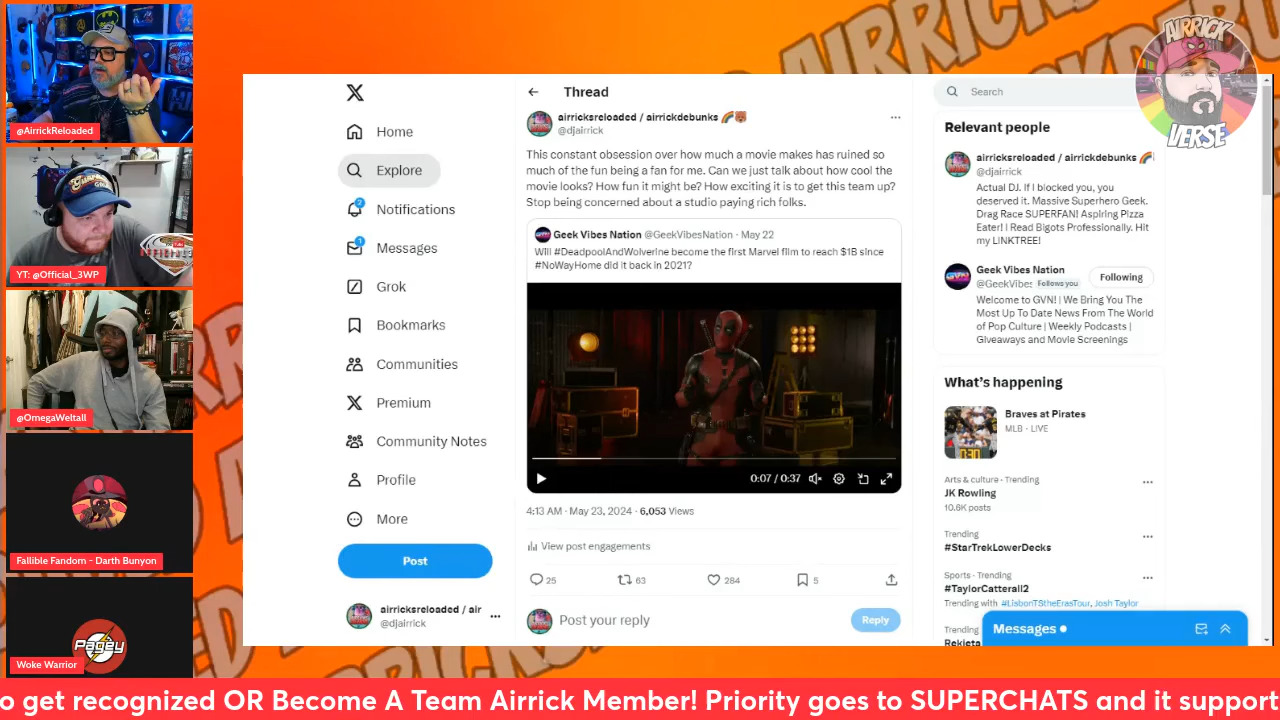 @AirrickReloaded
YT: @Official_3WP
@OmegaWeltall
Fallible Fandom - Darth Bunyon
Pagey
Woke Warrior
AIRRICK
VERSE
Home
Explore
2
Notifications
1
Messages
Grok
Bookmarks
Communities
Premium
Community Notes
Profile
More
Post
airricksreloaded / air
@djairrick
Thread
airricksreloaded / airrickdebunks 🌈🐻
@djairrick
This constant obsession over how much a movie makes has ruined so
much of the fun being a fan for me. Can we just talk about how cool the
movie looks? How fun it might be? How exciting it is to get this team up?
Stop being concerned about a studio paying rich folks.
Geek Vibes Nation @GeekVibesNation · May 22
Will #DeadpoolAndWolverine become the first Marvel film to reach $1B since
#NoWayHome did it back in 2021?
0:07 / 0:37
4:13 AM · May 23, 2024 · 6,053 Views
View post engagements
25 63 284 5
Post your reply
Reply
Search
Relevant people
airricksreloaded / airrickdebunks 🌈
@djairrick
Actual DJ. If I blocked you, you
deserved it. Massive Superhero Geek.
Drag Race SUPERFAN! Aspiring Pizza
Eater! I Read Bigots Professionally. Hit
my LINKTREE!
Geek Vibes Nation
@GeekVibes Follows you
Following
Welcome to GVN! | We Bring You The
Most Up To Date News From The World
of Pop Culture | Weekly Podcasts |
Giveaways and Movie Screenings
What's happening
Braves at Pirates
MLB · LIVE
Arts & culture · Trending
JK Rowling
10.6K posts
Trending
#StarTrekLowerDecks
Sports · Trending
#TaylorCatterall2
Trending with #LisbonTStheErasTour, Josh Taylor
Trending
Rekieta
Messages
o get recognized OR Become A Team Airrick Member! Priority goes to SUPERCHATS and it support